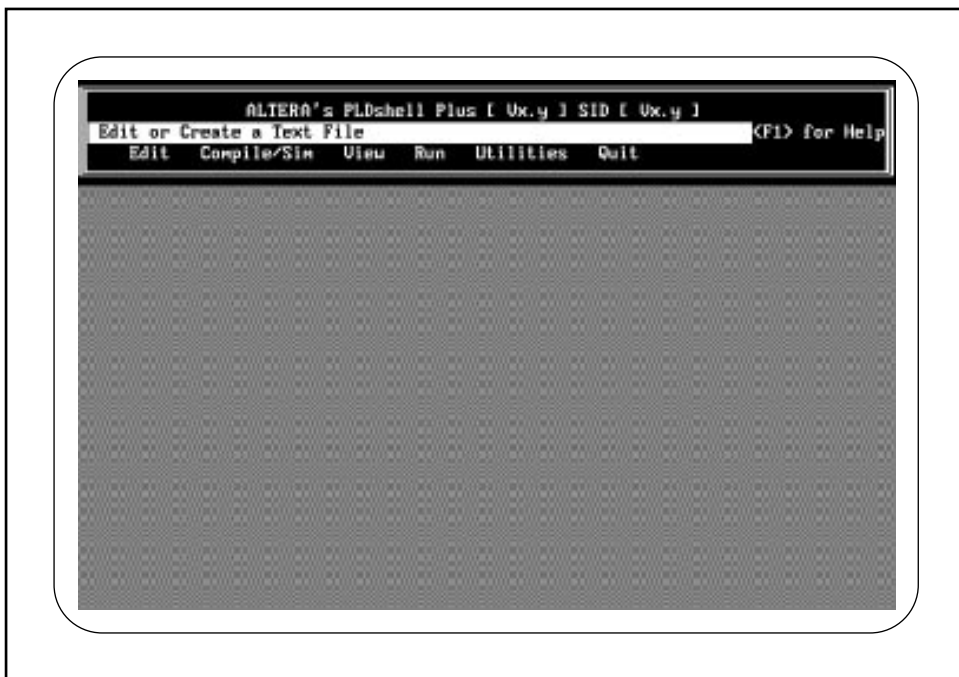 ALTERA's PLDshell Plus [ Vx.y ] SID [ Vx.y ]
Edit or Create a Text File <F1> for Help
Edit Compile/Sim View Run Utilities Quit